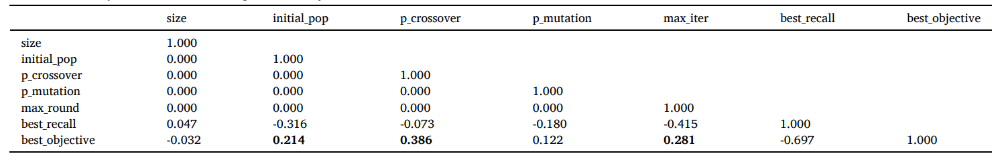 size initial_pop p_crossover p_mutation max_iter best_recall best_objective
size 1.000
initial_pop 0.000 1.000
p_crossover 0.000 0.000 1.000
p_mutation 0.000 0.000 0.000 1.000
max_round 0.000 0.000 0.000 0.000 1.000
best_recall 0.047 -0.316 -0.073 -0.180 -0.415 1.000
best_objective -0.032 0.214 0.386 0.122 0.281 -0.697 1.000